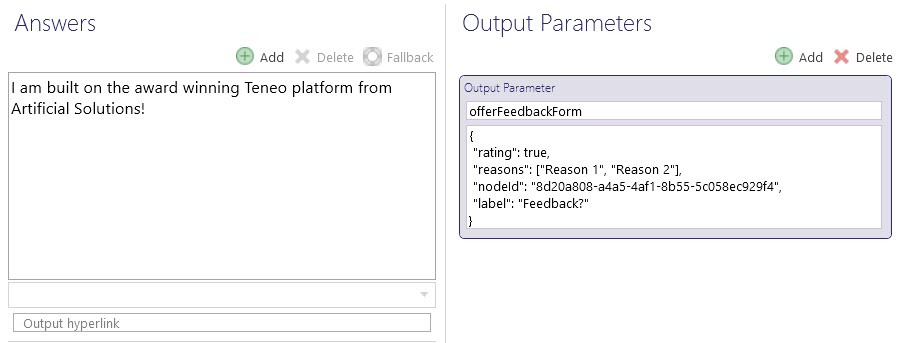 Answers
Add Delete Fallback
I am built on the award winning Teneo platform from
Artificial Solutions!
Output hyperlink
Output Parameters
Add Delete
Output Parameter
offerFeedbackForm
{
"rating": true,
"reasons": ["Reason 1", "Reason 2"],
"nodeId": "8d20a808-a4a5-4af1-8b55-5c058ec929f4",
"label": "Feedback?"
}